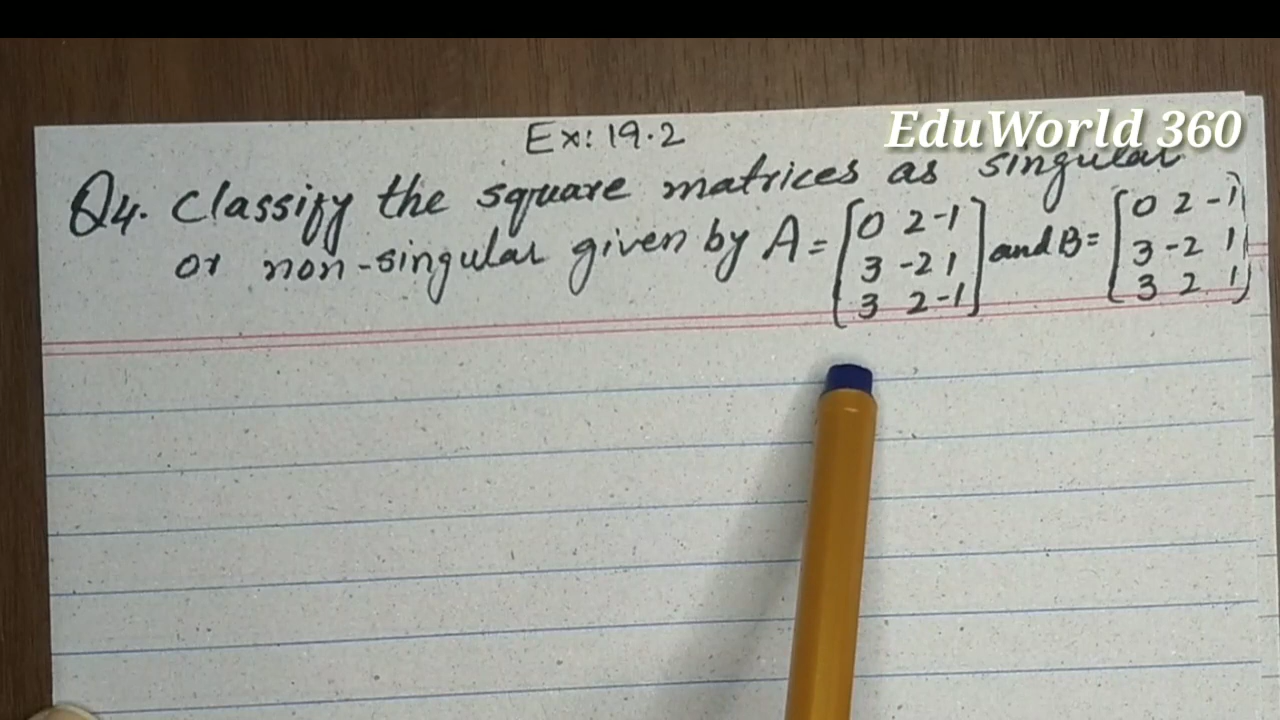 Ex: 19.2
EduWorld 360
Q4. Classify the square matrices as singular
or non-singular given by A = [0 2 -1 and B = [0 2 -1
3 -2 1] 3 -2 1
3 2 -1] 3 2 1]